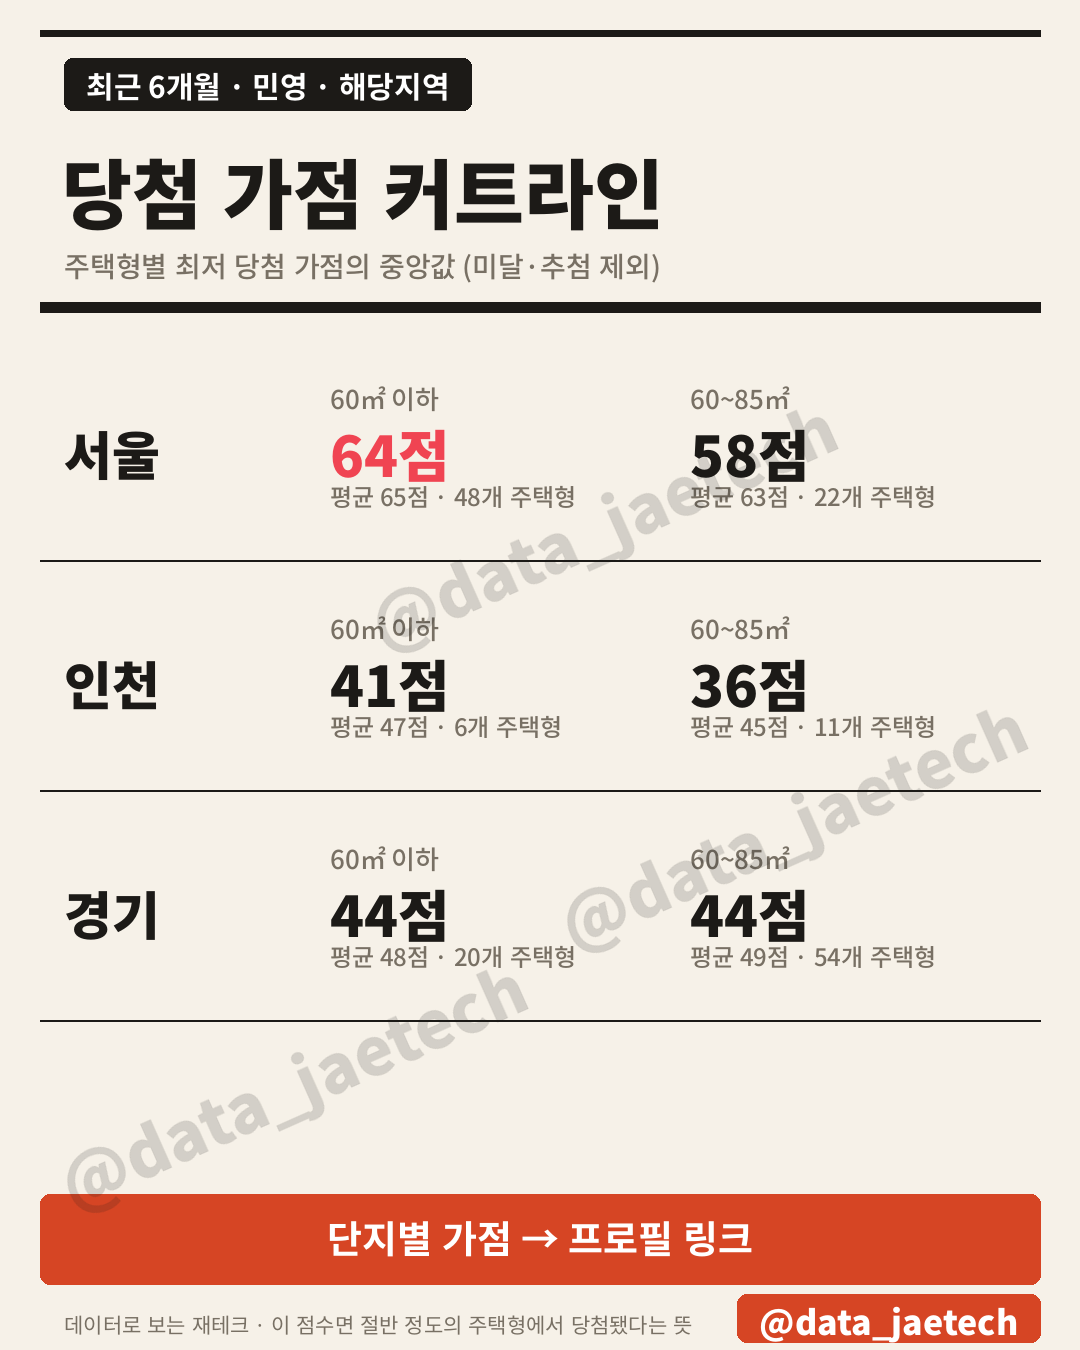 최근 6개월 · 민영 · 해당지역
당첨 가점 커트라인
주택형별 최저 당첨 가점의 중앙값 (미달·추첨 제외)
서울
60㎡ 이하
64점
평균 65점 · 48개 주택형
60~85㎡
58점
평균 63점 · 22개 주택형
인천
60㎡ 이하
41점
평균 47점 · 6개 주택형
60~85㎡
36점
평균 45점 · 11개 주택형
경기
60㎡ 이하
44점
평균 48점 · 20개 주택형
60~85㎡
44점
평균 49점 · 54개 주택형
@data_jaetech
@data_jaetech
@data_jaetech
단지별 가점 → 프로필 링크
데이터로 보는 재테크 · 이 점수면 절반 정도의 주택형에서 당첨됐다는 뜻
@data_jaetech